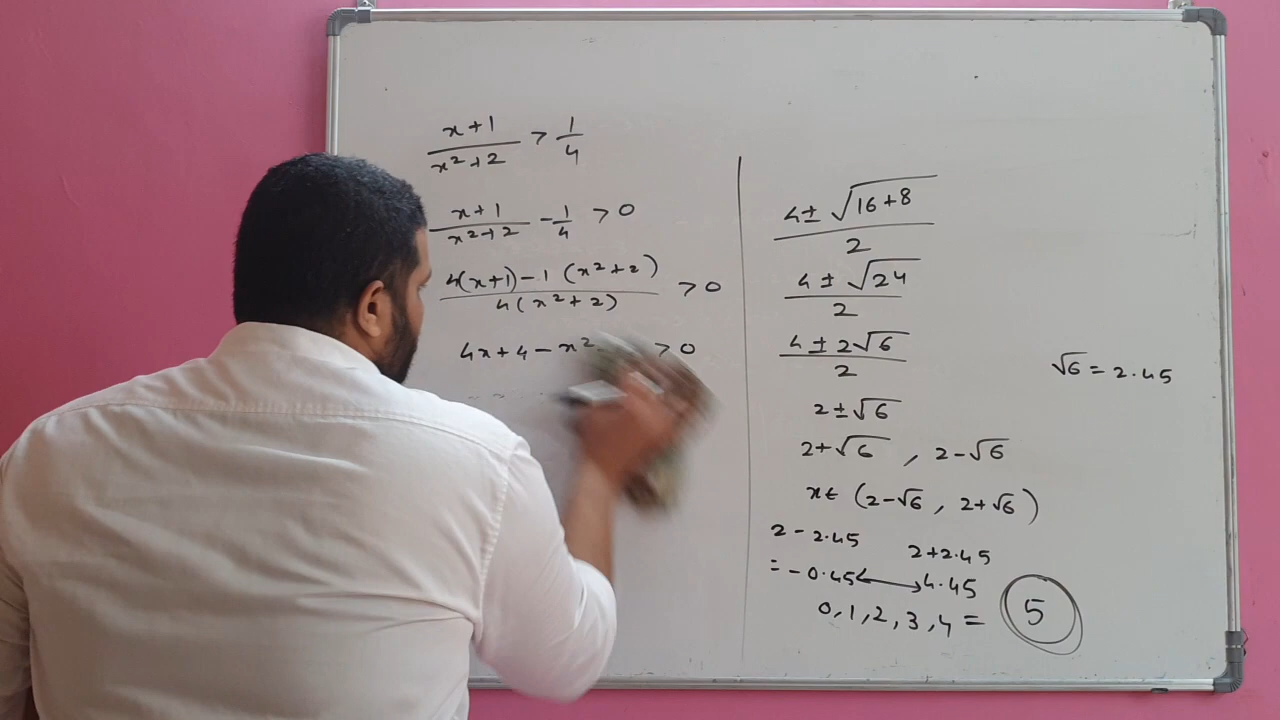 x+1 / x²+2 > 1/4
x+1 / x²+2 - 1/4 > 0
4(x+1) - 1 (x²+2) / 4(x²+2) > 0
4x+4-x² > 0
4 ± √16+8 / 2
4 ± √24 / 2
4 ± 2√6 / 2
√6 = 2.45
2 ± √6
2+√6 , 2-√6
x ∈ (2-√6 , 2+√6)
2 - 2.45 2+2.45
= -0.45 ⟷ 4.45
0,1,2,3,4 = 5